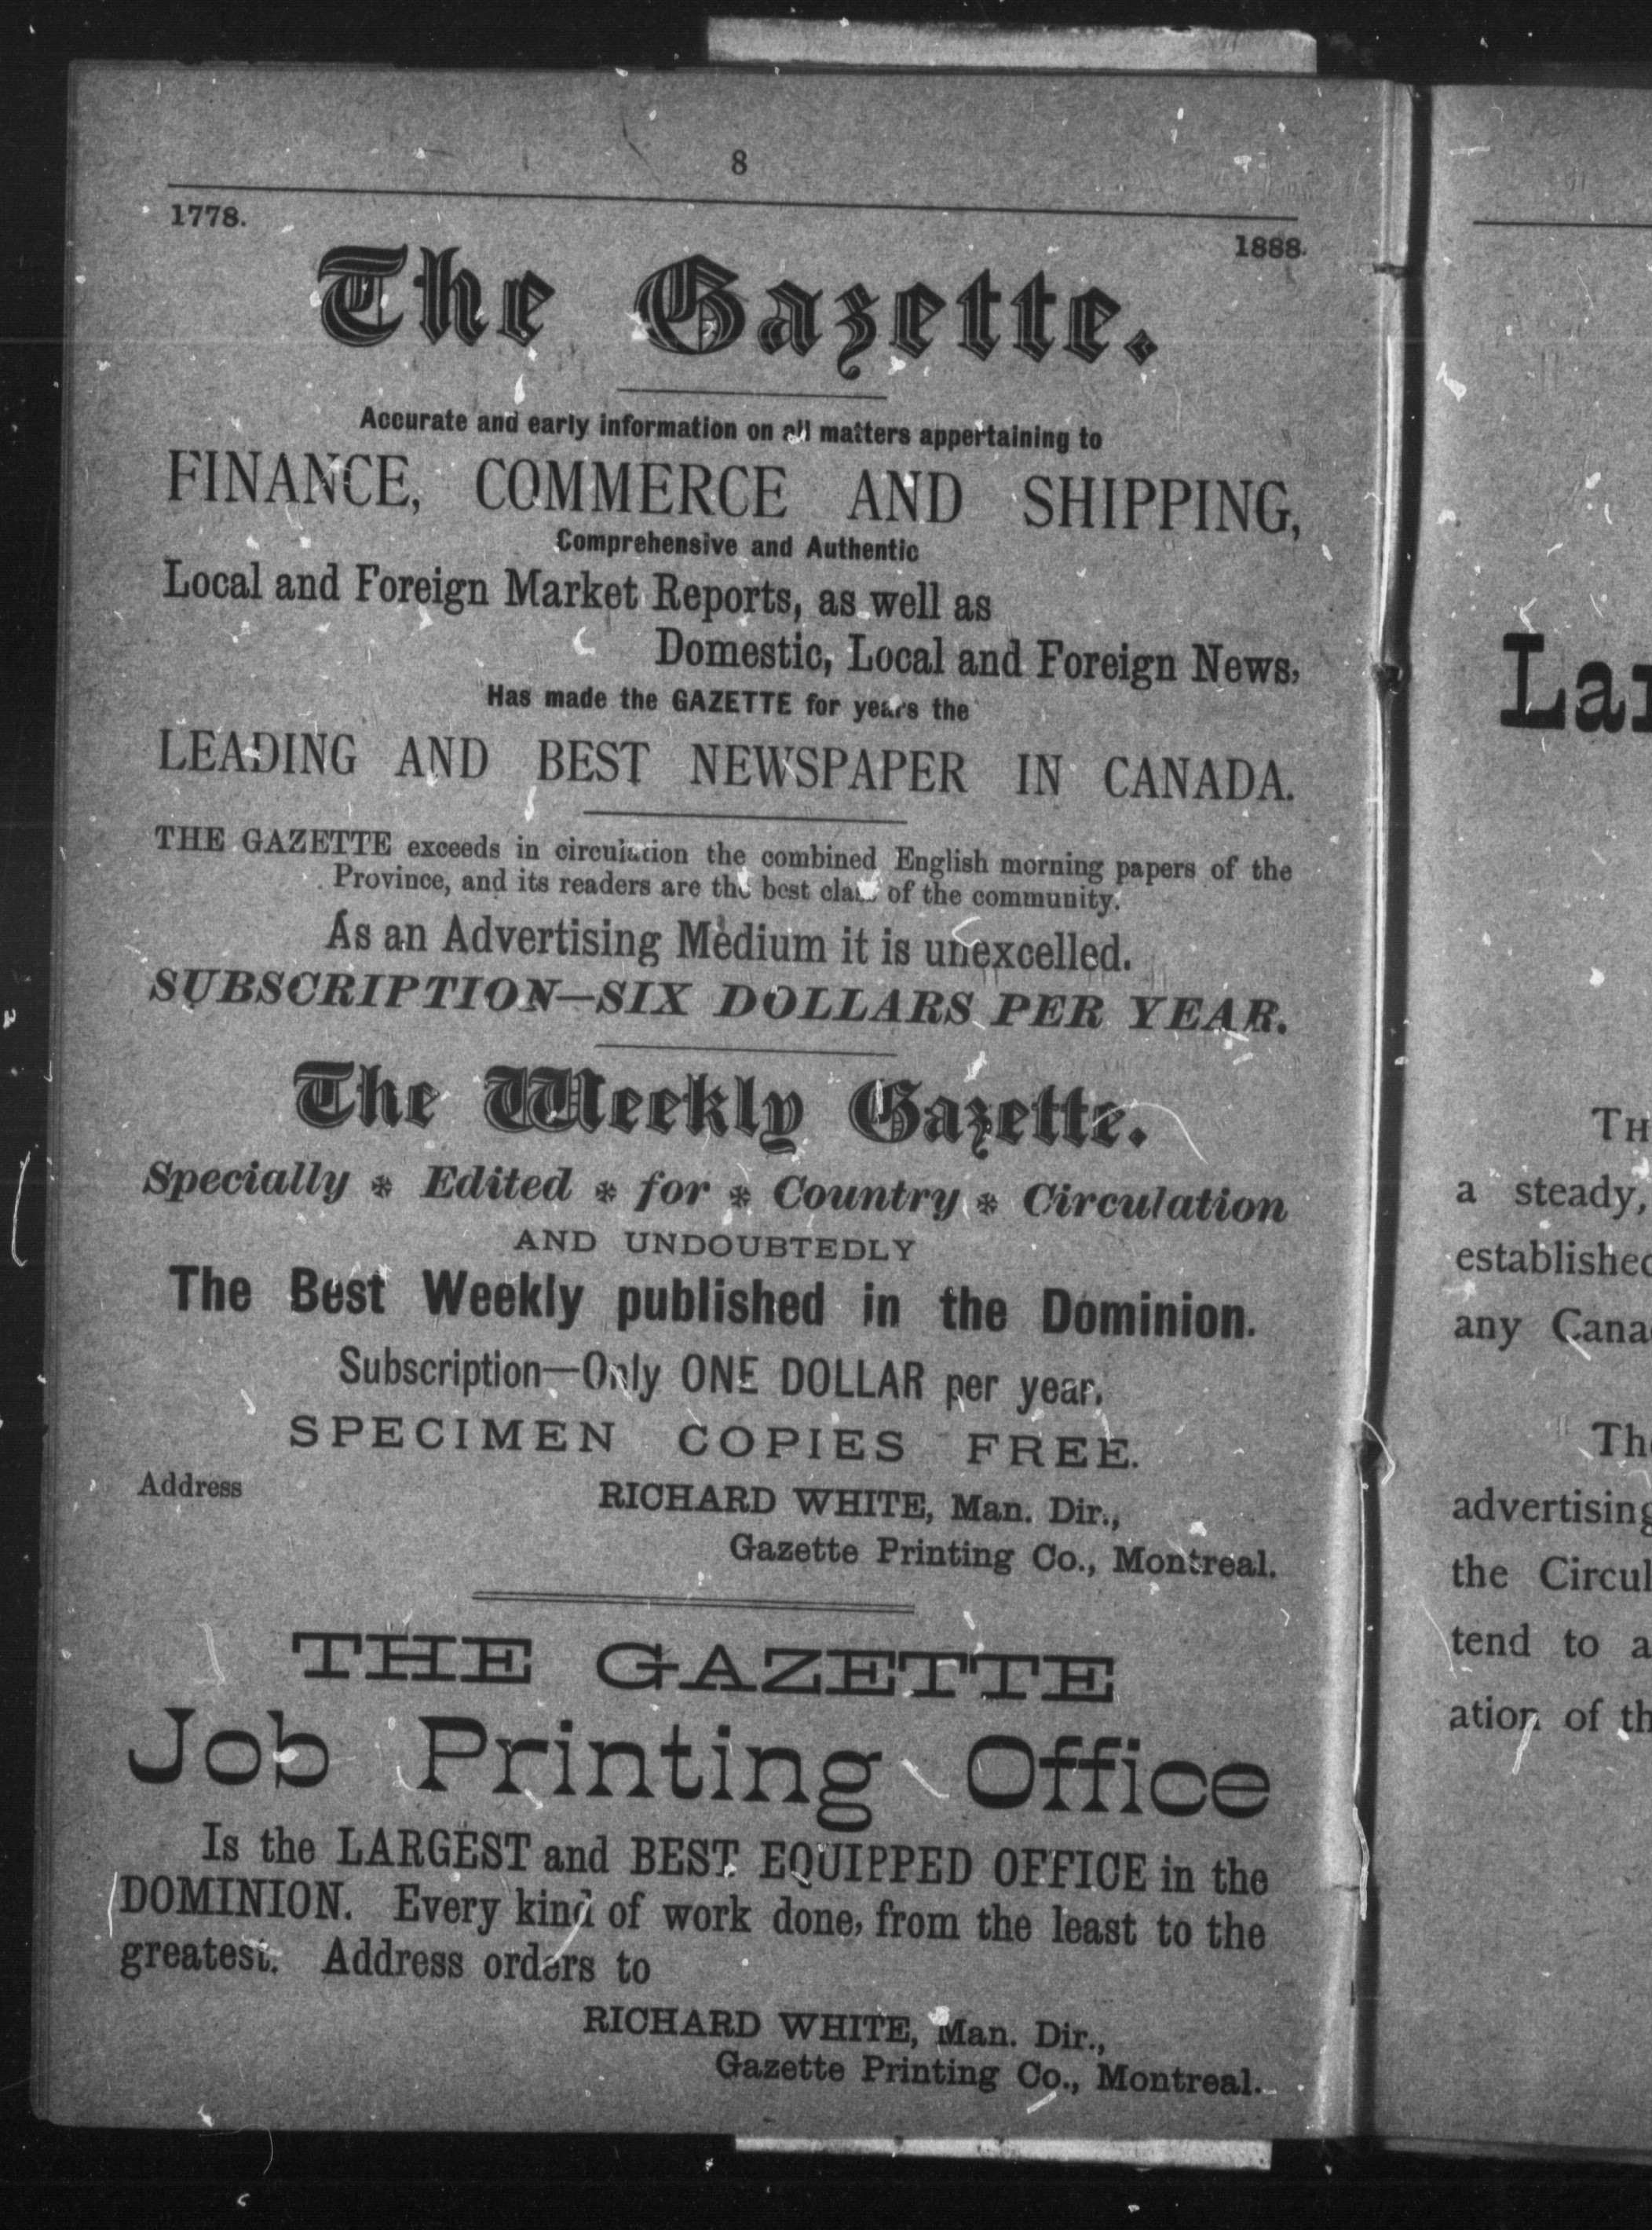 8
1778.
1888.
The Gazette.
Accurate and early information on all matters appertaining to
FINANCE, COMMERCE AND SHIPPING,
Comprehensive and Authentic
Local and Foreign Market Reports, as well as
Domestic, Local and Foreign News,
Has made the GAZETTE for years the
LEADING AND BEST NEWSPAPER IN CANADA.
THE GAZETTE exceeds in circulation the combined English morning papers of the
Province, and its readers are the best class of the community.
As an Advertising Medium it is unexcelled.
SUBSCRIPTION—SIX DOLLARS PER YEAR.
The Weekly Gazette.
Specially * Edited * for * Country * Circulation
AND UNDOUBTEDLY
The Best Weekly published in the Dominion.
Subscription—Only ONE DOLLAR per year.
SPECIMEN COPIES FREE.
Address
RICHARD WHITE, Man. Dir.,
Gazette Printing Co., Montreal.
THE GAZETTE
Job Printing Office
Is the LARGEST and BEST EQUIPPED OFFICE in the
DOMINION. Every kind of work done, from the least to the
greatest. Address orders to
RICHARD WHITE, Man. Dir.,
Gazette Printing Co., Montreal.
a steady,
any
advertising
the
tend to a
ation of